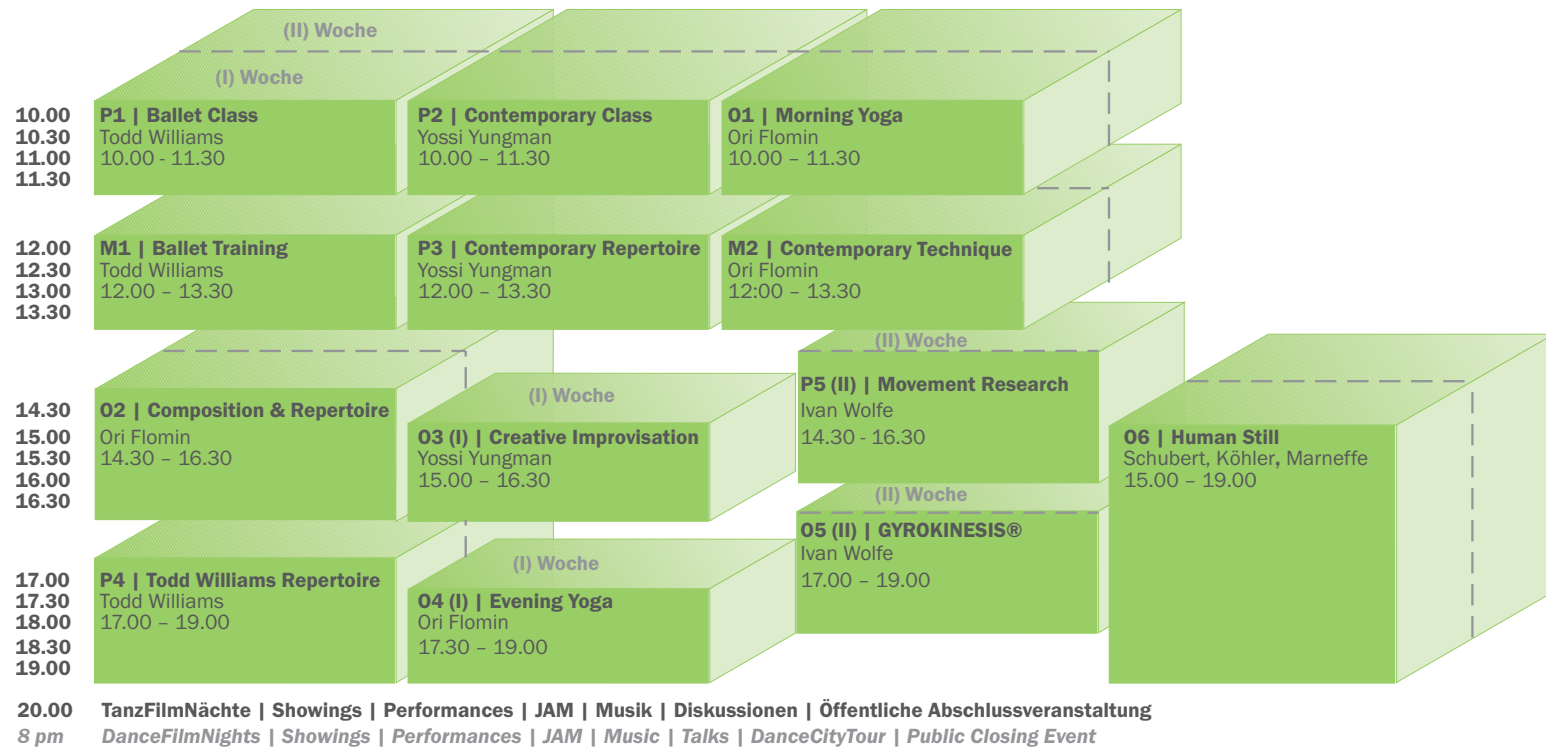 (II) Woche
(I) Woche
10.00
10.30
11.00
11.30
P1 | Ballet Class
Todd Williams
10.00 - 11.30
P2 | Contemporary Class
Yossi Yungman
10.00 – 11.30
O1 | Morning Yoga
Ori Flomin
10.00 – 11.30
12.00
12.30
13.00
13.30
M1 | Ballet Training
Todd Williams
12.00 – 13.30
P3 | Contemporary Repertoire
Yossi Yungman
12.00 – 13.30
M2 | Contemporary Technique
Ori Flomin
12:00 – 13.30
14.30
15.00
15.30
16.00
16.30
O2 | Composition & Repertoire
Ori Flomin
14.30 – 16.30
(I) Woche
O3 (I) | Creative Improvisation
Yossi Yungman
15.00 – 16.30
(II) Woche
P5 (II) | Movement Research
Ivan Wolfe
14.30 - 16.30
O6 | Human Still
Schubert, Köhler, Marneffe
15.00 – 19.00
17.00
17.30
18.00
18.30
19.00
P4 | Todd Williams Repertoire
Todd Williams
17.00 – 19.00
(I) Woche
O4 (I) | Evening Yoga
Ori Flomin
17.30 – 19.00
(II) Woche
O5 (II) | GYROKINESIS®
Ivan Wolfe
17.00 – 19.00
20.00 TanzFilmNächte | Showings | Performances | JAM | Musik | Diskussionen | Öffentliche Abschlussveranstaltung
8 pm DanceFilmNights | Showings | Performances | JAM | Music | Talks | DanceCityTour | Public Closing Event